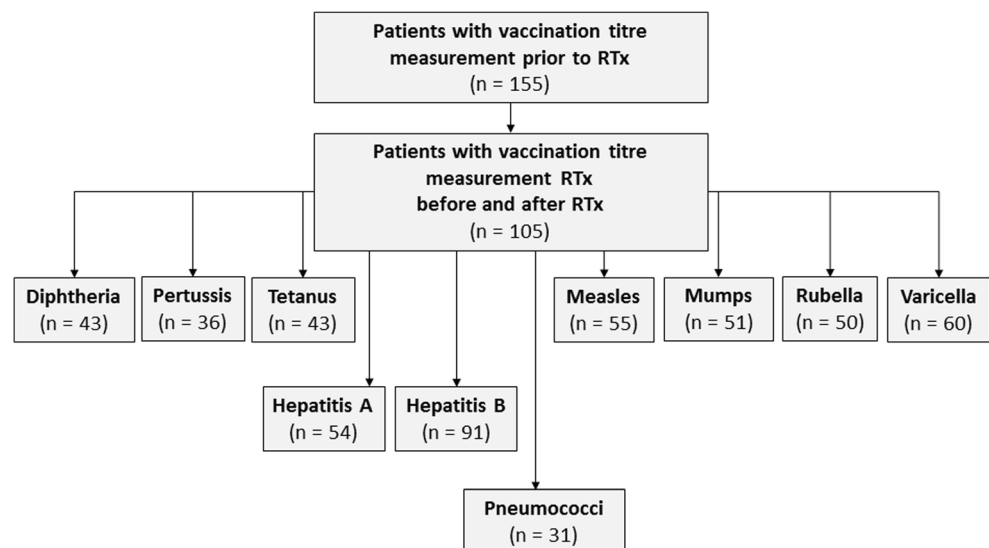 Patients with vaccination titre
measurement prior to RTx
(n = 155)
Patients with vaccination titre
measurement RTx
before and after RTx
(n = 105)
Diphtheria
(n = 43)
Pertussis
(n = 36)
Tetanus
(n = 43)
Measles
(n = 55)
Mumps
(n = 51)
Rubella
(n = 50)
Varicella
(n = 60)
Hepatitis A
(n = 54)
Hepatitis B
(n = 91)
Pneumococci
(n = 31)